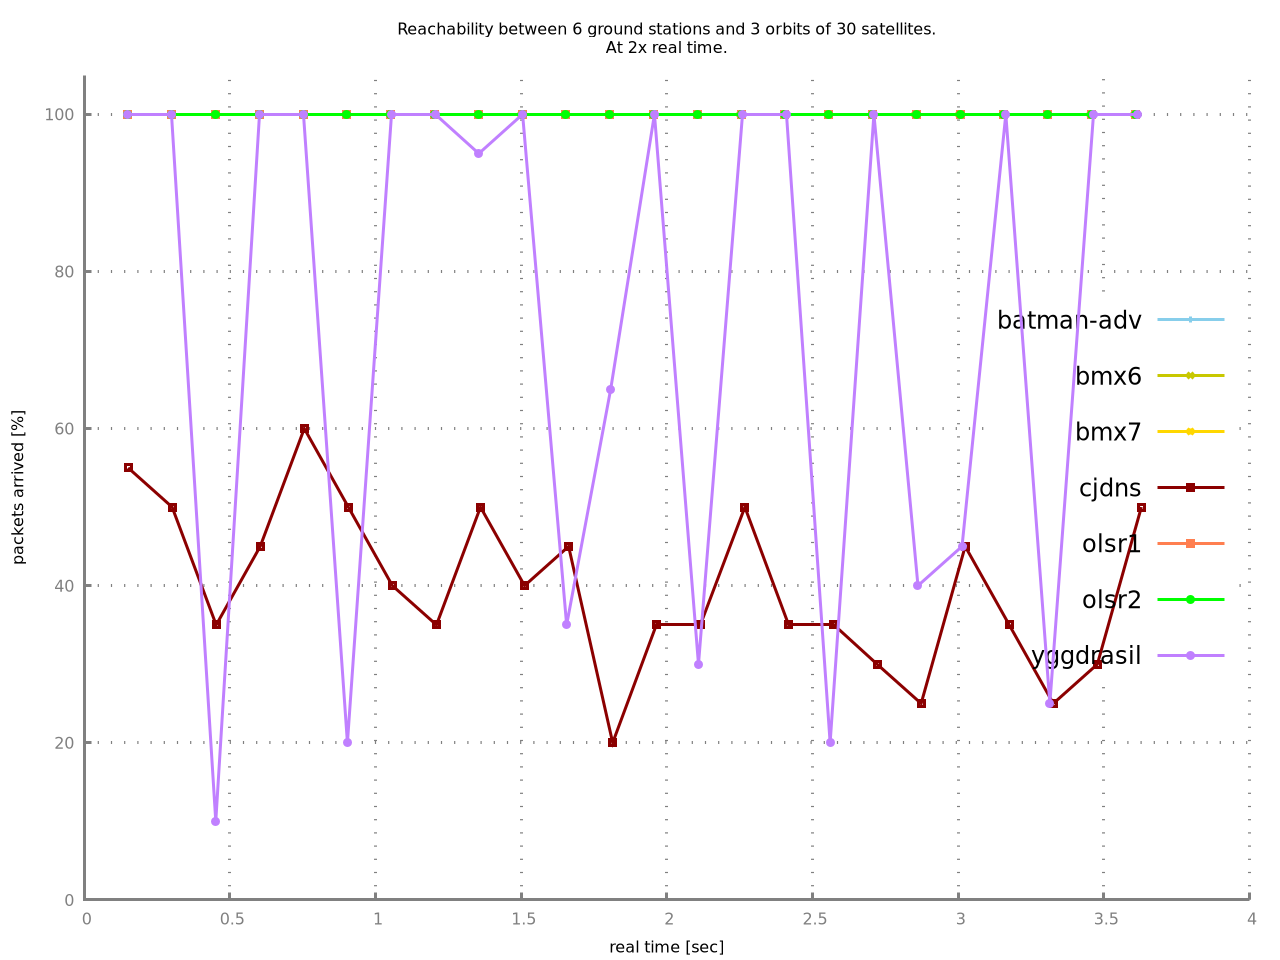 Reachability between 6 ground stations and 3 orbits of 30 satellites.
At 2x real time.
100
80
60
40
20
0
packets arrived [%]
batman-adv
bmx6
bmx7
cjdns
olsr1
olsr2
yggdrasil
0 0.5 1 1.5 2 2.5 3 3.5 4
real time [sec]